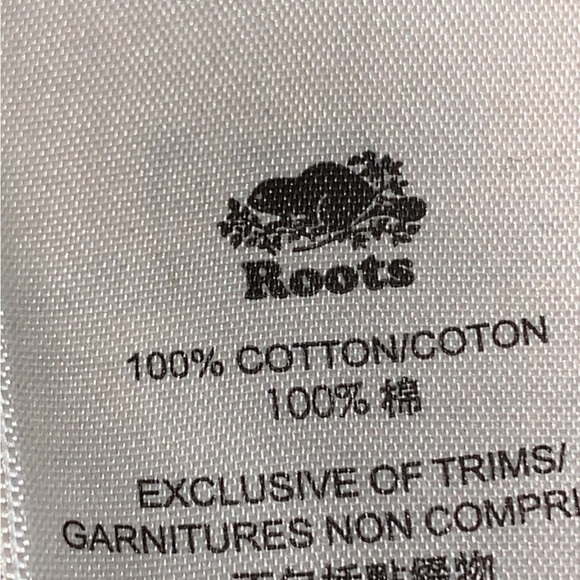 Roots
100% COTTON/COTON
100% 棉
EXCLUSIVE OF TRIMS/
GARNITURES NON COMPRI